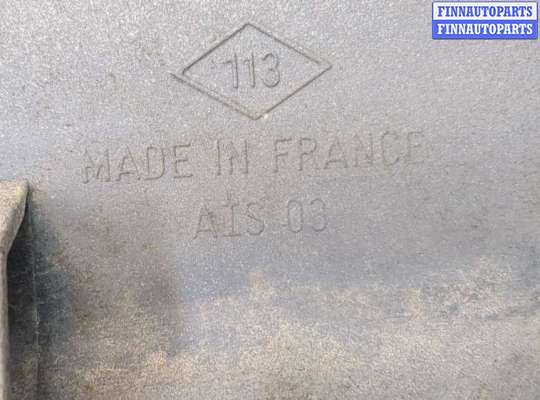 FINNAUTOPARTS
FINNAUTOPARTS
113
MADE IN FRANCE
AIS 03